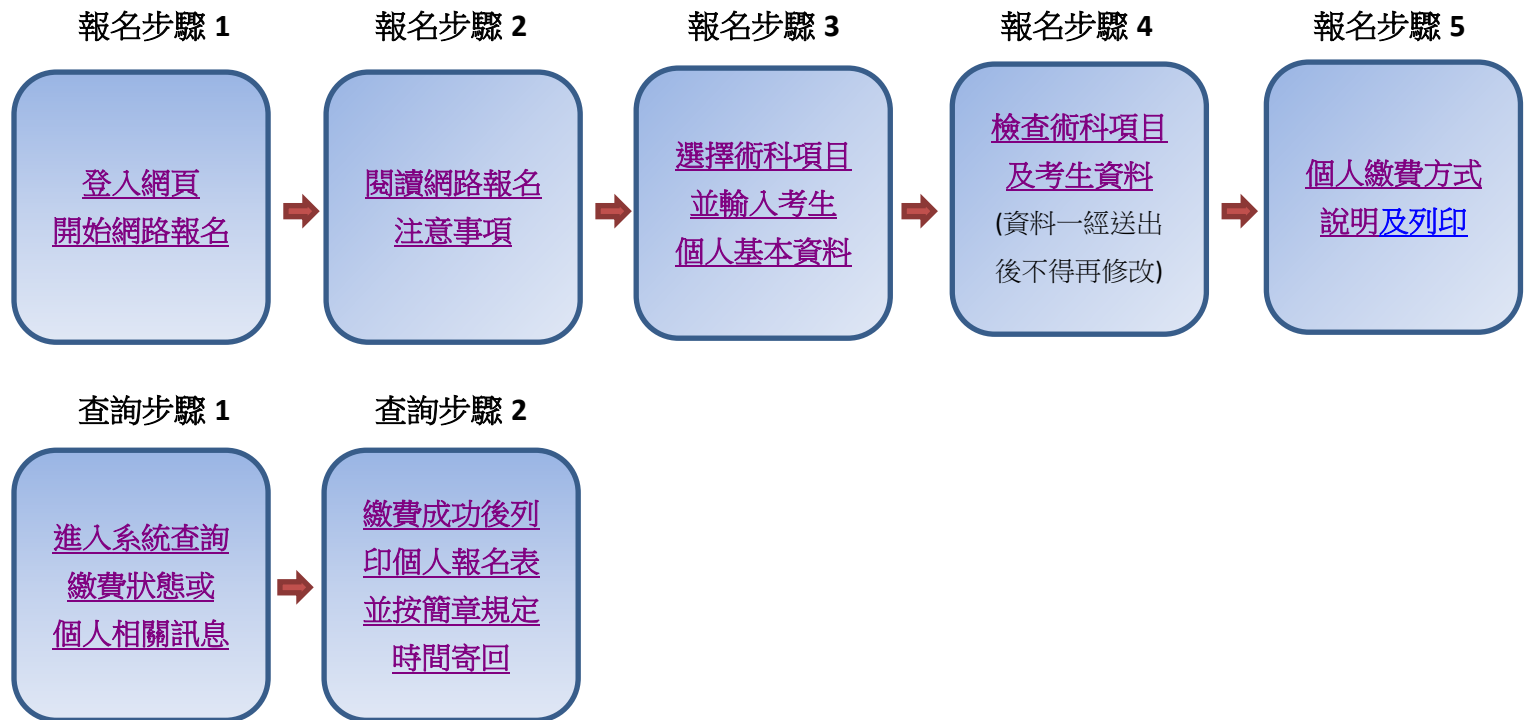 報名步驟 1
報名步驟 2
報名步驟 3
報名步驟 4
報名步驟 5
登入網頁
開始網路報名
閱讀網路報名
注意事項
選擇術科項目
並輸入考生
個人基本資料
檢查術科項目
及考生資料
(資料一經送出
後不得再修改)
個人繳費方式
說明及列印
查詢步驟 1
查詢步驟 2
進入系統查詢
繳費狀態或
個人相關訊息
繳費成功後列
印個人報名表
並按簡章規定
時間寄回